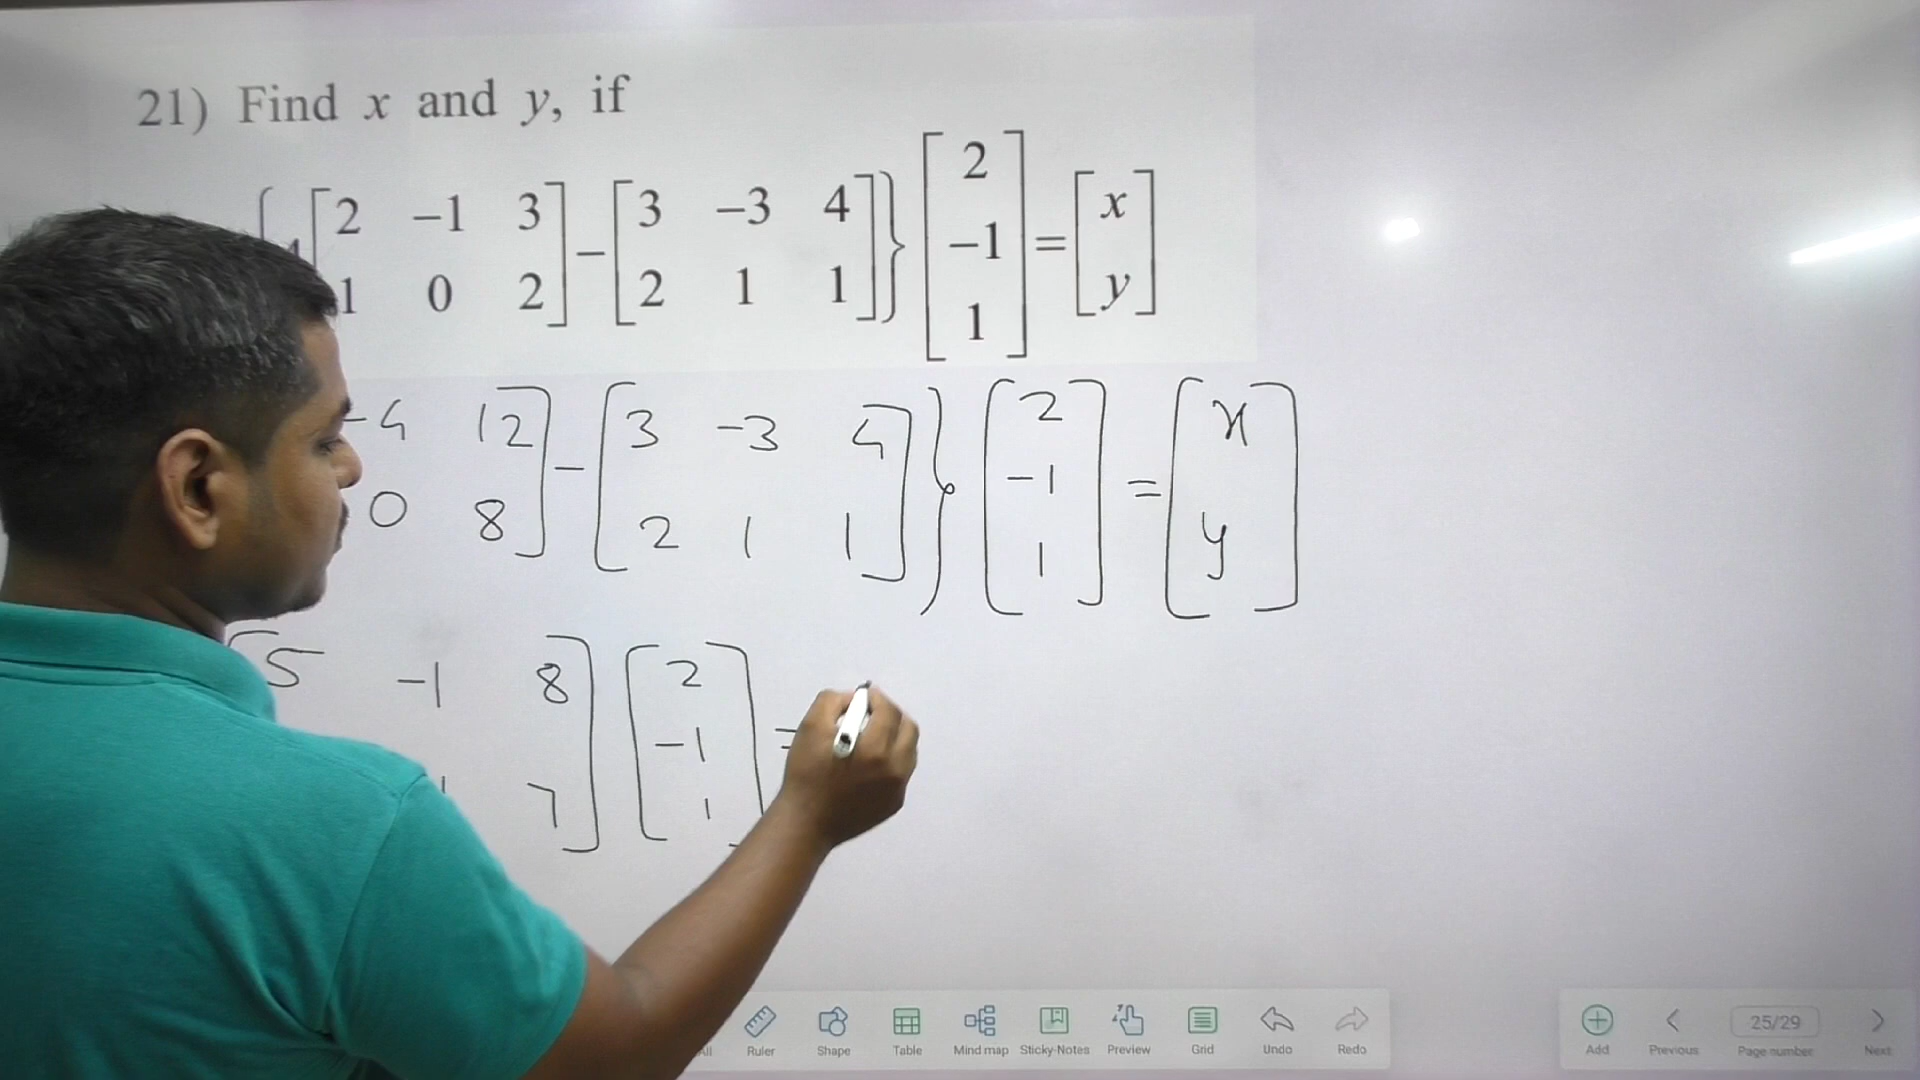 21) Find x and y, if
{ 4 [ 2 -1 3 ] - [ 3 -3 4 ] } [ 2 ] = [ x ]
1 0 2 2 1 1 -1 y
1
-4 12 ] - [ 3 -3 4 ] } [ 2 ] = [ x ]
-1
0 8 2 1 1 1 y
[ 5 -1 8 ] [ 2 ] =
-1
7 1
Ruler Shape Table Mind map Sticky-Notes Preview Grid Undo Redo
Add Previous 25/29 Page number Next